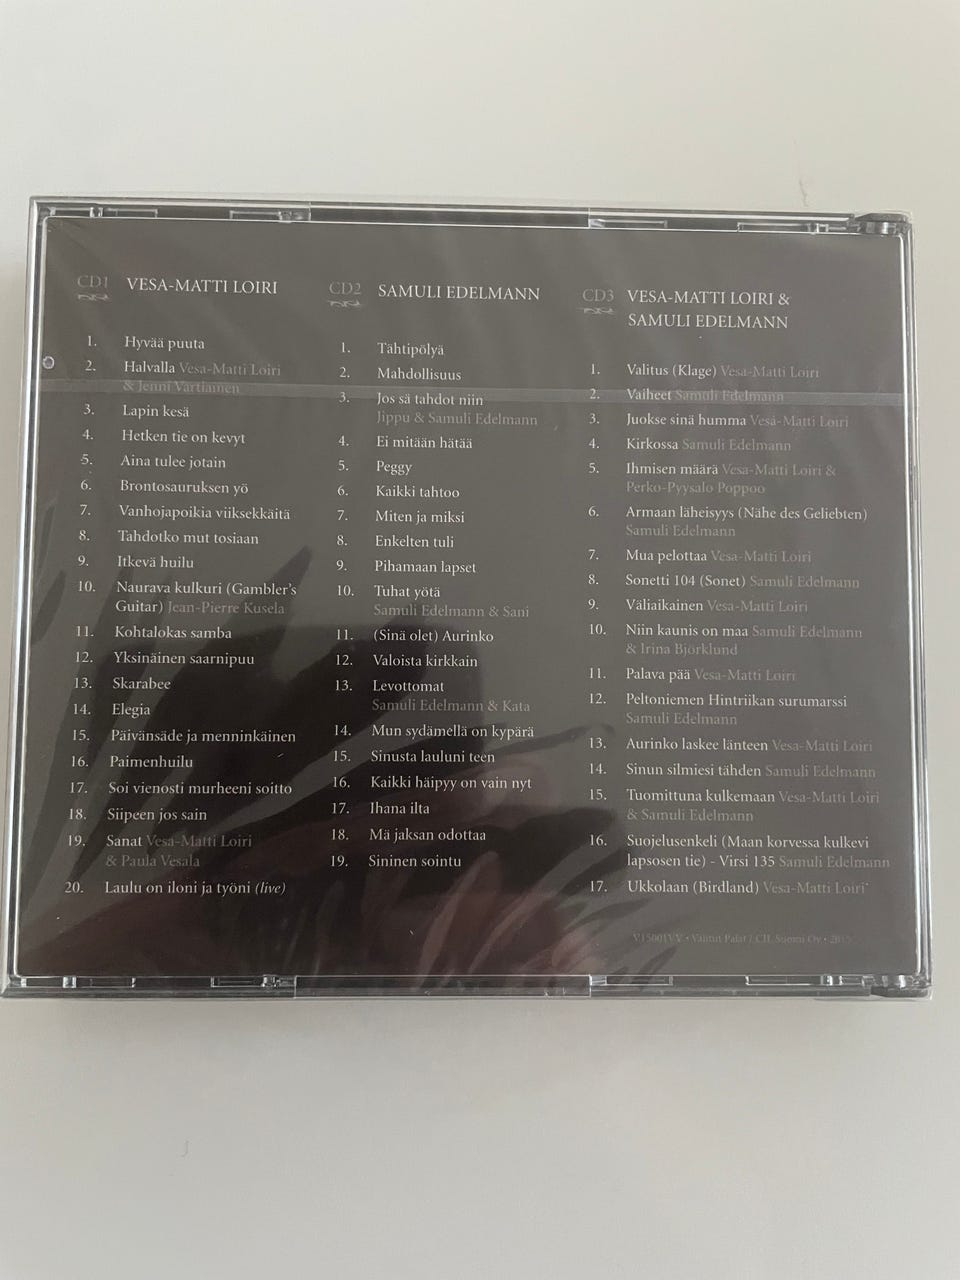 CD1 VESA-MATTI LOIRI
1. Hyvää puuta
2. Halvalla Vesa-Matti Loiri
& Jenni Vartiainen
3. Lapin kesä
4. Hetken tie on kevyt
5. Aina tulee jotain
6. Brontosauruksen yö
7. Vanhojapoikia viiksekkäitä
8. Tahdotko mut tosiaan
9. Itkevä huilu
10. Naurava kulkuri (Gambler's
Guitar) Jean-Pierre Kusela
11. Kohtalokas samba
12. Yksinäinen saarnipuu
13. Skarabee
14. Elegia
15. Päivänsäde ja menninkäinen
16. Paimenhuilu
17. Soi vienosti murheeni soitto
18. Siipeen jos sain
19. Sanat Vesa-Matti Loiri
& Paula Vesala
20. Laulu on iloni ja työni (live)
CD2 SAMULI EDELMANN
1. Tähtipölyä
2. Mahdollisuus
3. Jos sä tahdot niin
Jippu & Samuli Edelmann
4. Ei mitään hätää
5. Peggy
6. Kaikki tahtoo
7. Miten ja miksi
8. Enkelten tuli
9. Pihamaan lapset
10. Tuhat yötä
Samuli Edelmann & Sani
11. (Sinä olet) Aurinko
12. Valoista kirkkain
13. Levottomat
Samuli Edelmann & Kata
14. Mun sydämellä on kypärä
15. Sinusta lauluni teen
16. Kaikki häipyy on vain nyt
17. Ihana ilta
18. Mä jaksan odottaa
19. Sininen sointu
CD3 VESA-MATTI LOIRI &
SAMULI EDELMANN
1. Valitus (Klage) Vesa-Matti Loiri
2. Vaiheet Samuli Edelmann
3. Juokse sinä humma Vesa-Matti Loiri
4. Kirkossa Samuli Edelmann
5. Ihmisen määrä Vesa-Matti Loiri &
Perko-Pyysalo Poppoo
6. Armaan läheisyys (Nähe des Geliebten)
Samuli Edelmann
7. Mua pelottaa Vesa-Matti Loiri
8. Sonetti 104 (Sonet) Samuli Edelmann
9. Väliaikainen Vesa-Matti Loiri
10. Niin kaunis on maa Samuli Edelmann
& Irina Björklund
11. Palava pää Vesa-Matti Loiri
12. Peltoniemen Hintriikan surumarssi
Samuli Edelmann
13. Aurinko laskee länteen Vesa-Matti Loiri
14. Sinun silmiesi tähden Samuli Edelmann
15. Tuomittuna kulkemaan Vesa-Matti Loiri
& Samuli Edelmann
16. Suojelusenkeli (Maan korvessa kulkevi
lapsosen tie) - Virsi 135 Samuli Edelmann
17. Ukkolaan (Birdland) Vesa-Matti Loiri
V15001VV • Valitut Palat / CJL Suomi Oy • 2015